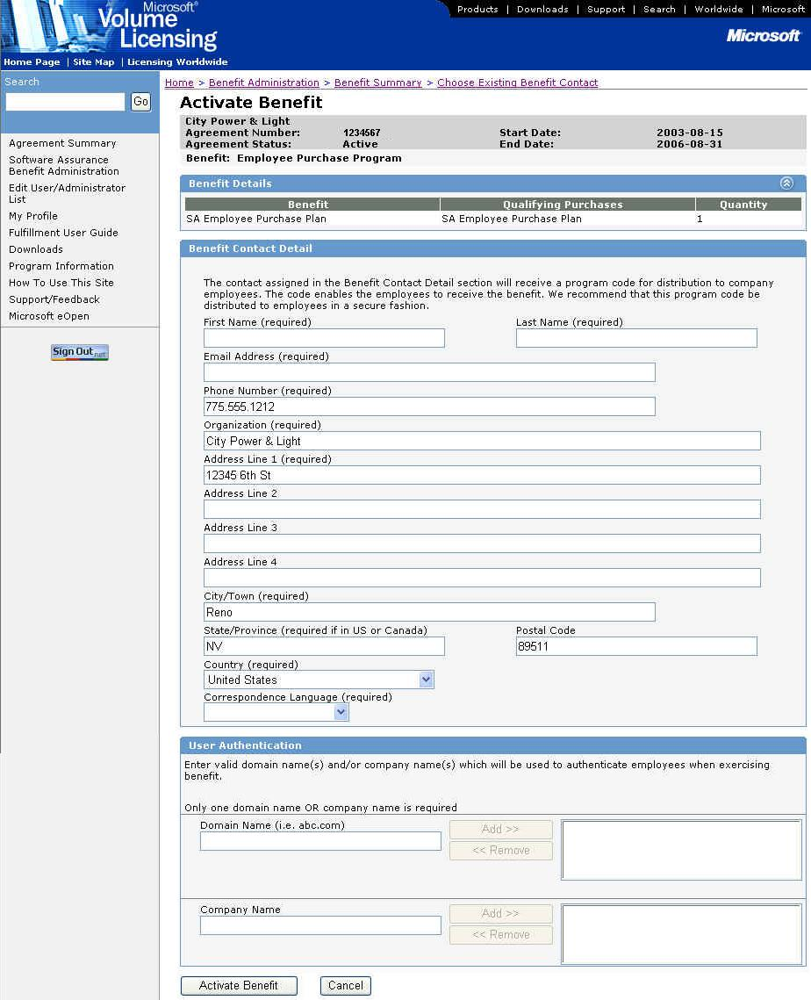 Products | Downloads | Support | Search | Worldwide | Microsoft
Microsoft®
Volume
Licensing
Microsoft
Home Page | Site Map | Licensing Worldwide
Search
Go
Agreement Summary
Software Assurance
Benefit Administration
Edit User/Administrator
List
My Profile
Fulfillment User Guide
Downloads
Program Information
How To Use This Site
Support/Feedback
Microsoft eOpen
Sign Out.net
Home > Benefit Administration > Benefit Summary > Choose Existing Benefit Contact
Activate Benefit
City Power & Light
Agreement Number: 1234567 Start Date: 2003-08-15
Agreement Status: Active End Date: 2006-08-31
Benefit: Employee Purchase Program
Benefit Details
Benefit Qualifying Purchases Quantity
SA Employee Purchase Plan SA Employee Purchase Plan 1
Benefit Contact Detail
The contact assigned in the Benefit Contact Detail section will receive a program code for distribution to company
employees. The code enables the employees to receive the benefit. We recommend that this program code be
distributed to employees in a secure fashion.
First Name (required) Last Name (required)
Email Address (required)
Phone Number (required)
775.555.1212
Organization (required)
City Power & Light
Address Line 1 (required)
12345 6th St
Address Line 2
Address Line 3
Address Line 4
City/Town (required)
Reno
State/Province (required if in US or Canada) Postal Code
NV 89511
Country (required)
United States
Correspondence Language (required)
User Authentication
Enter valid domain name(s) and/or company name(s) which will be used to authenticate employees when exercising
benefit.
Only one domain name OR company name is required
Domain Name (i.e. abc.com)
Add >>
<< Remove
Company Name
Add >>
<< Remove
Activate Benefit Cancel